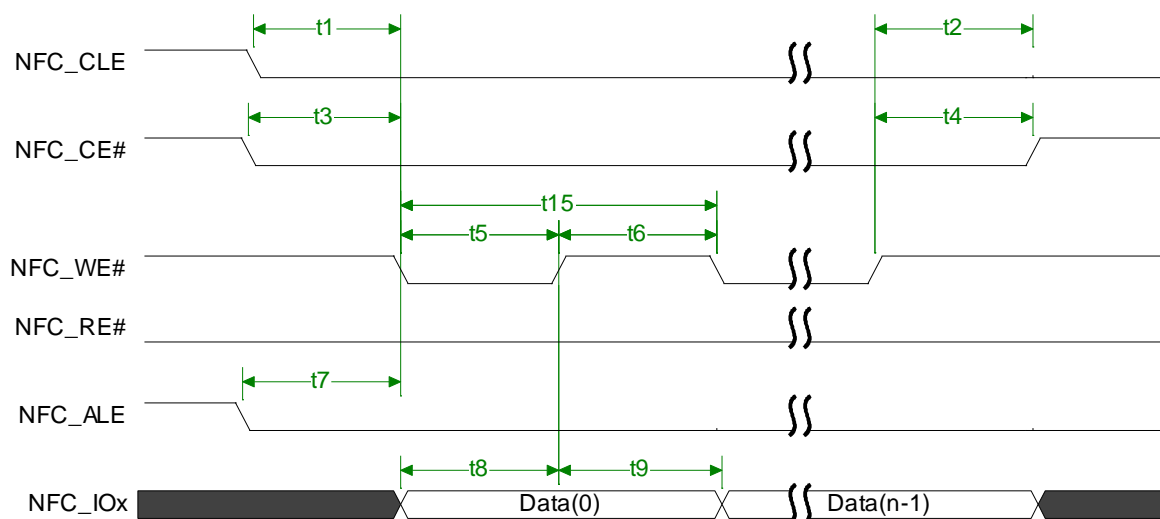 t1 t2
NFC_CLE
t3 t4
NFC_CE#
t15
t5 t6
NFC_WE#
NFC_RE#
t7
NFC_ALE
t8 t9
NFC_IOx Data(0) Data(n-1)